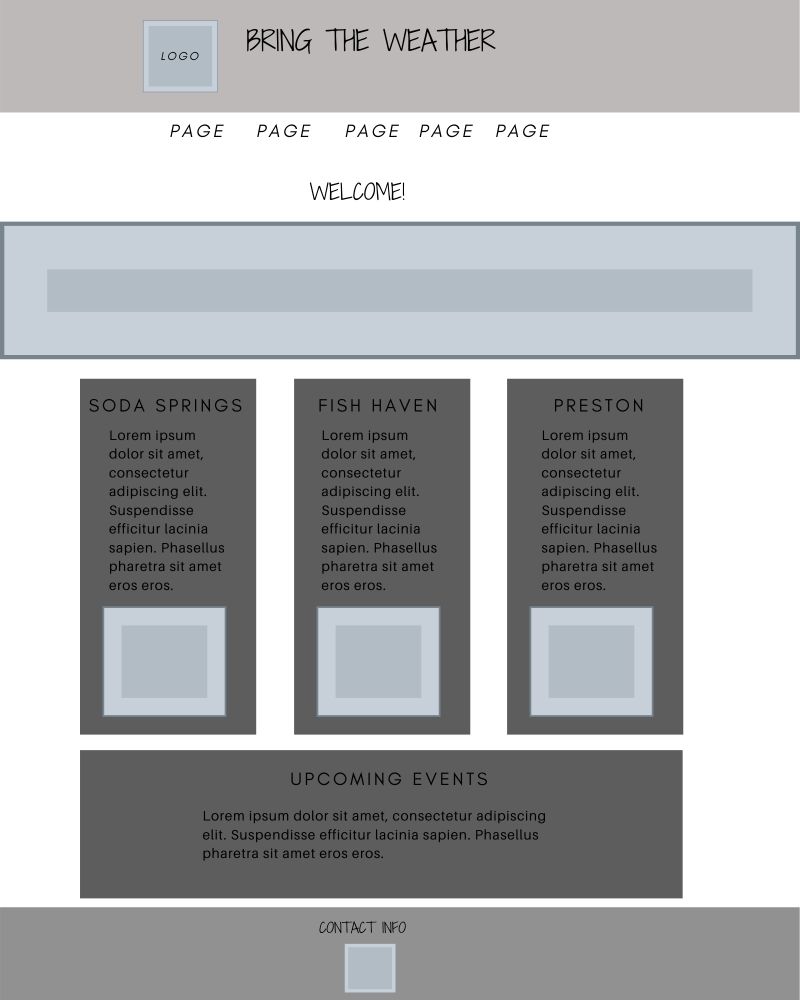 LOGO
BRING THE WEATHER
PAGE PAGE PAGE PAGE PAGE
WELCOME!
SODA SPRINGS
Lorem ipsum
dolor sit amet,
consectetur
adipiscing elit.
Suspendisse
efficitur lacinia
sapien. Phasellus
pharetra sit amet
eros eros.
FISH HAVEN
Lorem ipsum
dolor sit amet,
consectetur
adipiscing elit.
Suspendisse
efficitur lacinia
sapien. Phasellus
pharetra sit amet
eros eros.
PRESTON
Lorem ipsum
dolor sit amet,
consectetur
adipiscing elit.
Suspendisse
efficitur lacinia
sapien. Phasellus
pharetra sit amet
eros eros.
UPCOMING EVENTS
Lorem ipsum dolor sit amet, consectetur adipiscing
elit. Suspendisse efficitur lacinia sapien. Phasellus
pharetra sit amet eros eros.
CONTACT INFO